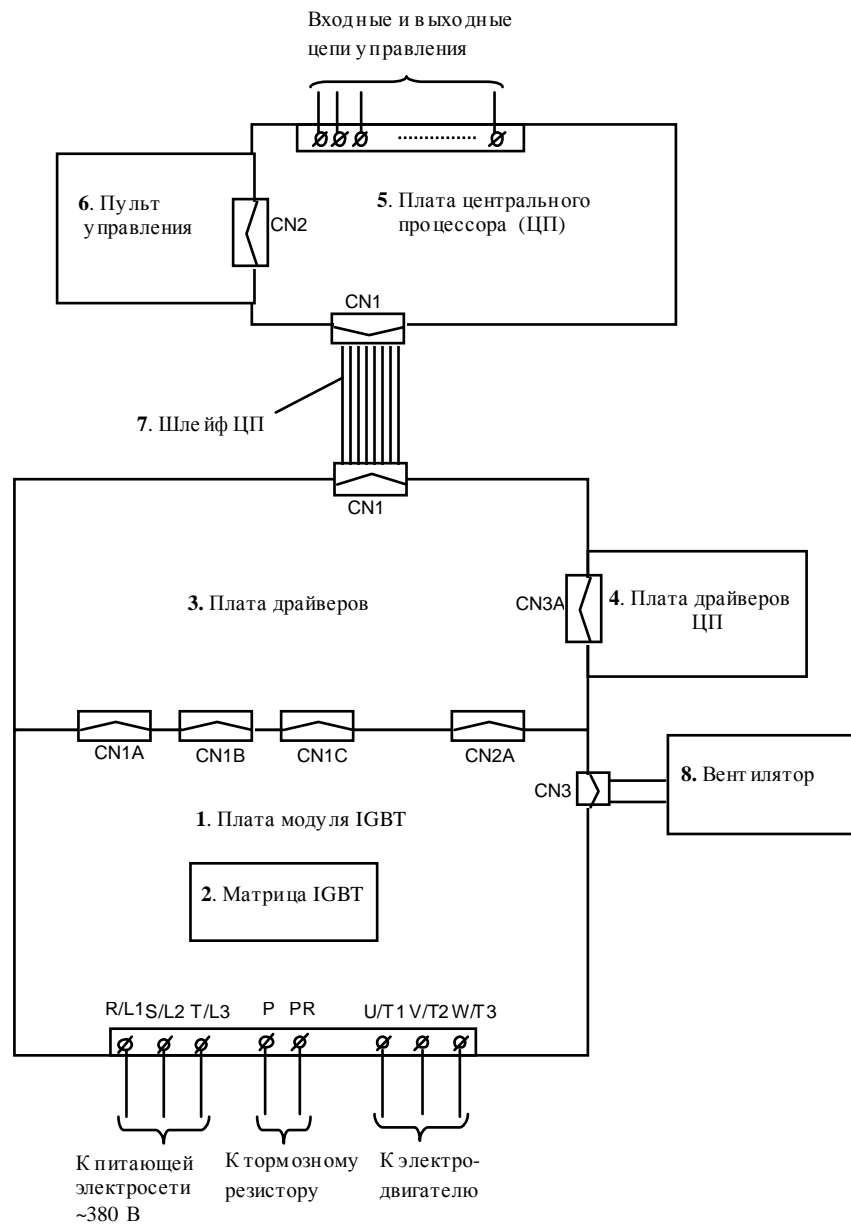 Входные и выходные
цепи управления
6. Пульт
управления
CN2
5. Плата центрального
процессора (ЦП)
CN1
7. Шлейф ЦП
CN1
3. Плата драйверов
CN3A
4. Плата драйверов
ЦП
CN1A
CN1B
CN1C
CN2A
CN3
8. Вентилятор
1. Плата модуля IGBT
2. Матрица IGBT
R/L1 S/L2 T/L3 P PR U/T1 V/T2 W/T3
К питающей
электросети
~380 В
К тормозному
резистору
К электро-
двигателю